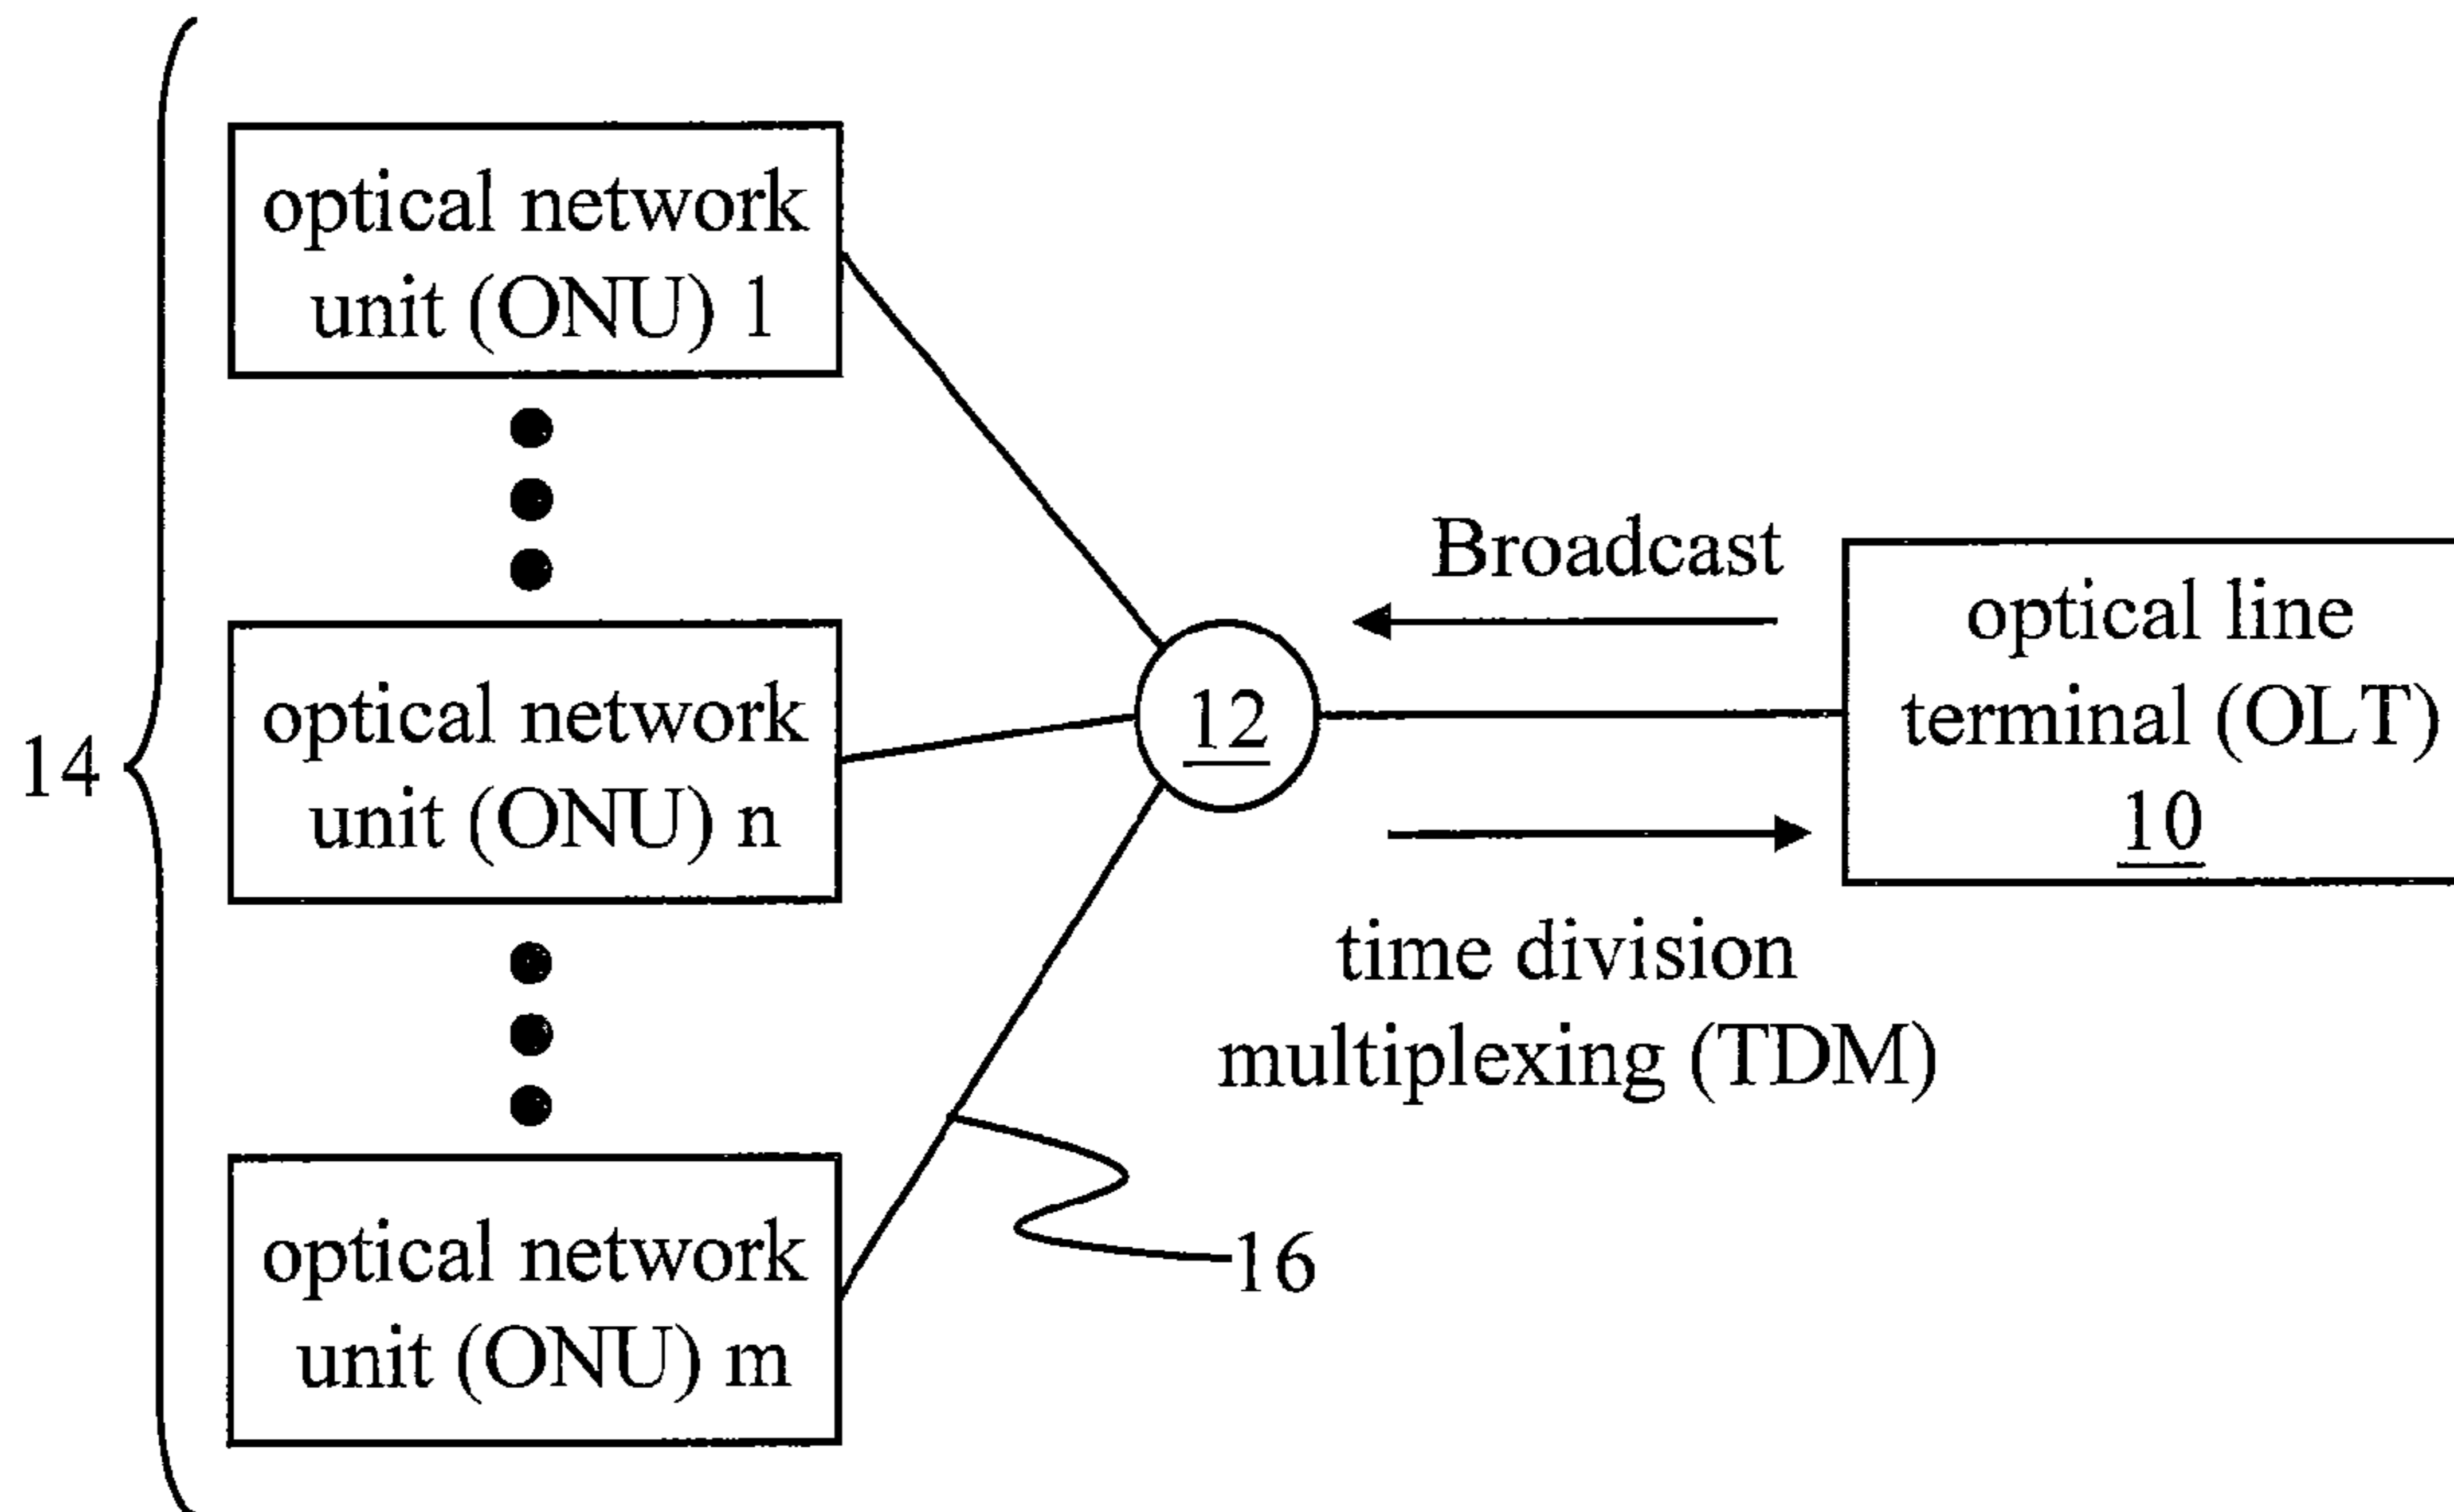 optical network
unit (ONU) 1
14
optical network
unit (ONU) n
optical network
unit (ONU) m
12
16
Broadcast
time division
multiplexing (TDM)
optical line
terminal (OLT)
10